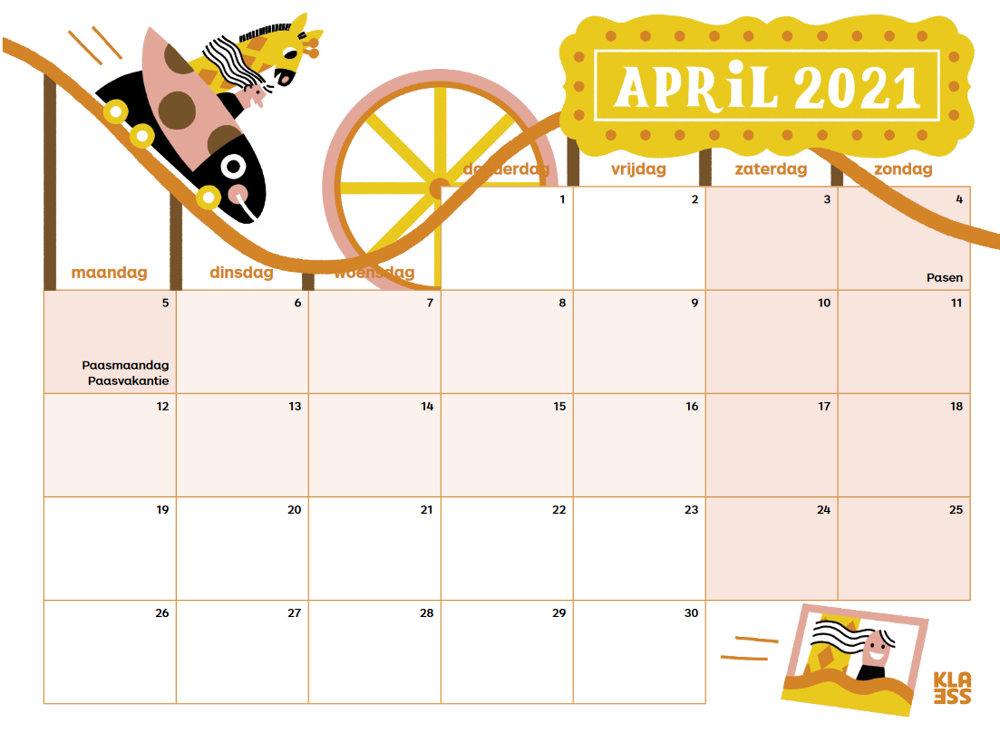 APRiL 2021
donderdag vrijdag zaterdag zondag
1 2 3 4
Pasen
maandag dinsdag woensdag
5 6 7 8 9 10 11
Paasmaandag
Paasvakantie
12 13 14 15 16 17 18
19 20 21 22 23 24 25
26 27 28 29 30
KLA
ESS